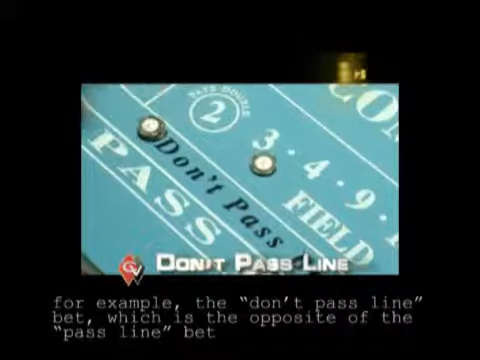 PAYS DOUBLE
2
3 · 4 · 9 ·
FIELD
Don't Pass
PASS
DON'T PASS LINE
for example, the “don’t pass line”
bet, which is the opposite of the
“pass line” bet